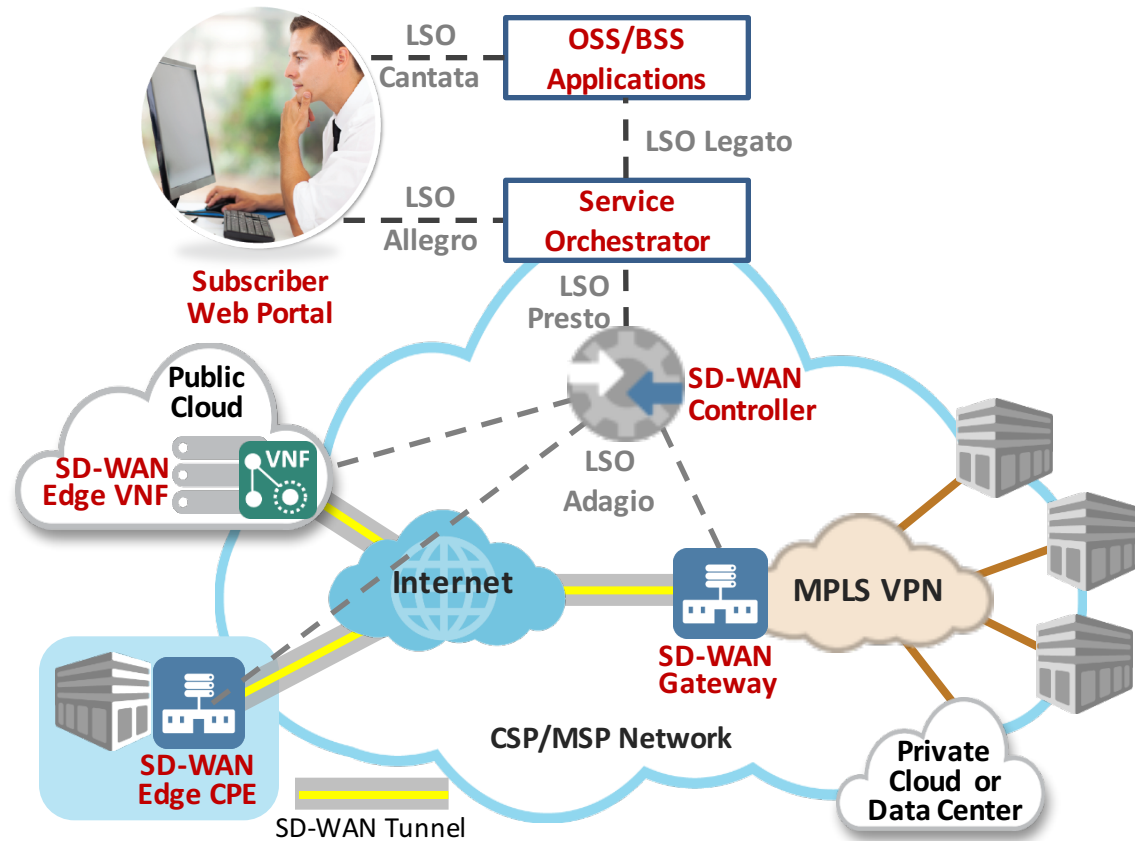 LSO
Cantata
OSS/BSS
Applications
LSO Legato
LSO
Allegro
Service
Orchestrator
Subscriber
Web Portal
LSO
Presto
Public
Cloud
SD-WAN
Controller
VNF
SD-WAN
Edge VNF
LSO
Adagio
Internet
MPLS VPN
SD-WAN
Gateway
CSP/MSP Network
SD-WAN
Edge CPE
Private
Cloud or
Data Center
SD-WAN Tunnel